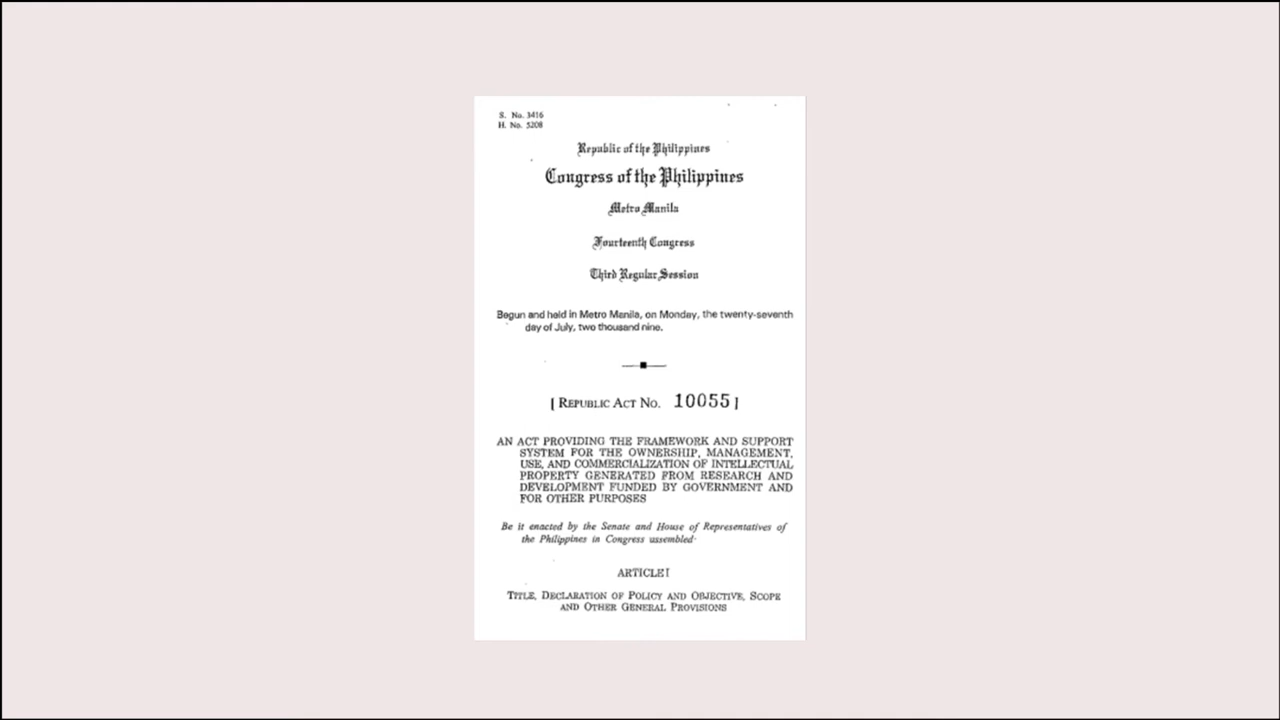 S. No. 3416
H. No. 5208
Republic of the Philippines
Congress of the Philippines
Metro Manila
Fourteenth Congress
Third Regular Session
Begun and held in Metro Manila, on Monday, the twenty-seventh
day of July, two thousand nine.
[ REPUBLIC ACT NO. 10055 ]
AN ACT PROVIDING THE FRAMEWORK AND SUPPORT
SYSTEM FOR THE OWNERSHIP, MANAGEMENT,
USE, AND COMMERCIALIZATION OF INTELLECTUAL
PROPERTY GENERATED FROM RESEARCH AND
DEVELOPMENT FUNDED BY GOVERNMENT AND
FOR OTHER PURPOSES
Be it enacted by the Senate and House of Representatives of
the Philippines in Congress assembled·
ARTICLE I
TITLE, DECLARATION OF POLICY AND OBJECTIVE, SCOPE
AND OTHER GENERAL PROVISIONS